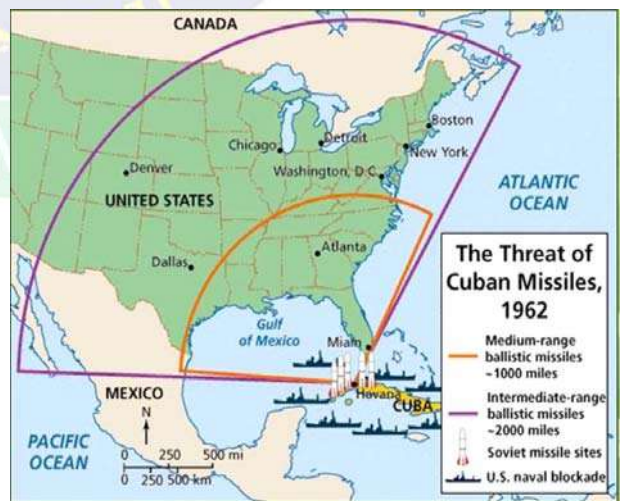 CANADA
Boston
Detroit
Chicago
New York
Washington, D.C.
Denver
UNITED STATES
ATLANTIC
OCEAN
Atlanta
Dallas
The Threat of
Cuban Missiles,
1962
Gulf
of Mexico
Miami
Medium-range
ballistic missiles
~1000 miles
Havana
CUBA
MEXICO
Intermediate-range
ballistic missiles
~2000 miles
N
PACIFIC
OCEAN
0 250 500 mi
0 250 500 km
Soviet missile sites
U.S. naval blockade